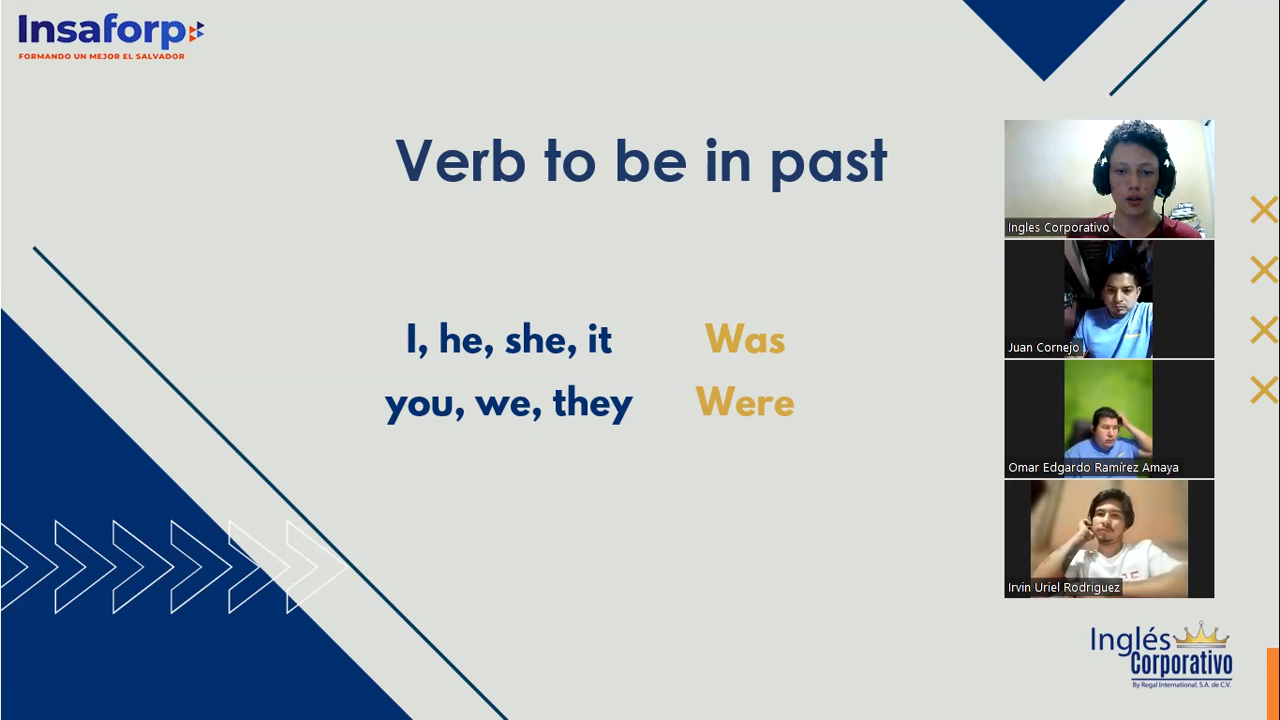 Insaforp
FORMANDO UN MEJOR EL SALVADOR
Verb to be in past
I, he, she, it Was
you, we, they Were
Ingles Corporativo
Juan Cornejo
Omar Edgardo Ramírez Amaya
Irvin Uriel Rodriguez
Inglés
Corporativo
By Regal International, S.A. de C.V.